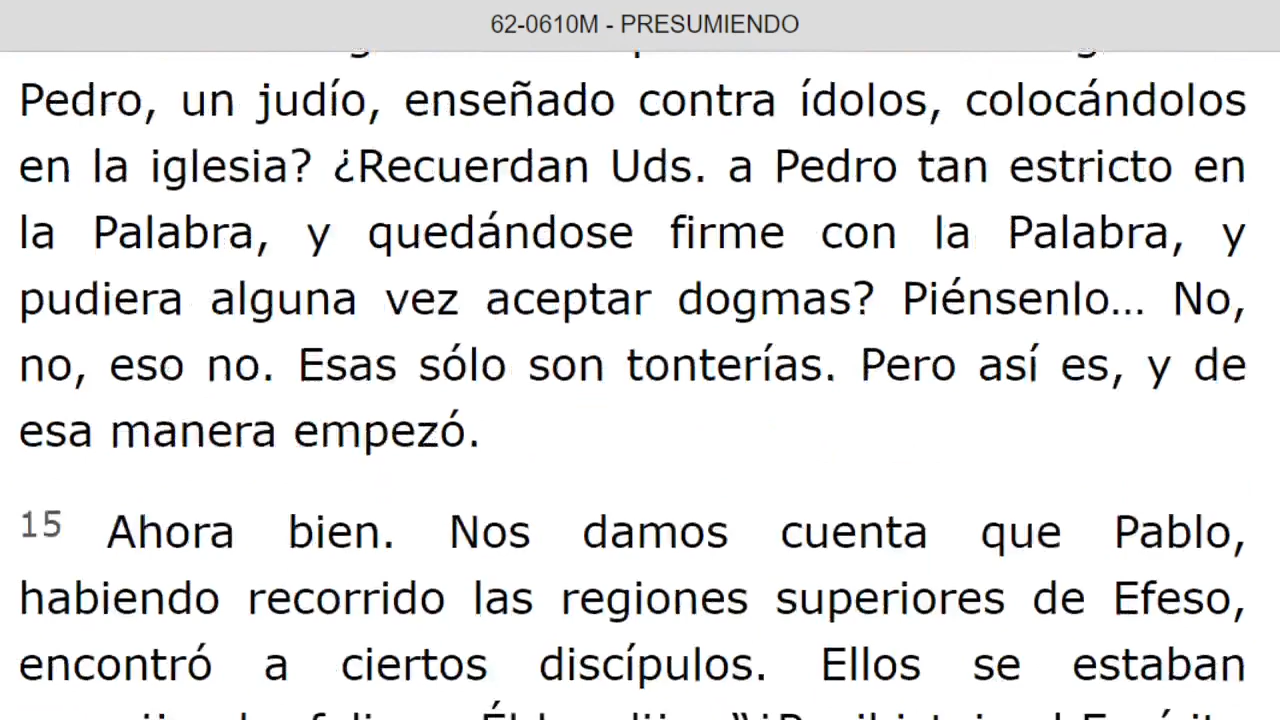 62-0610M - PRESUMIENDO
Pedro, un judío, enseñado contra ídolos, colocándolos
en la iglesia? ¿Recuerdan Uds. a Pedro tan estricto en
la Palabra, y quedándose firme con la Palabra, y
pudiera alguna vez aceptar dogmas? Piénsenlo… No,
no, eso no. Esas sólo son tonterías. Pero así es, y de
esa manera empezó.
15 Ahora bien. Nos damos cuenta que Pablo,
habiendo recorrido las regiones superiores de Efeso,
encontró a ciertos discípulos. Ellos se estaban